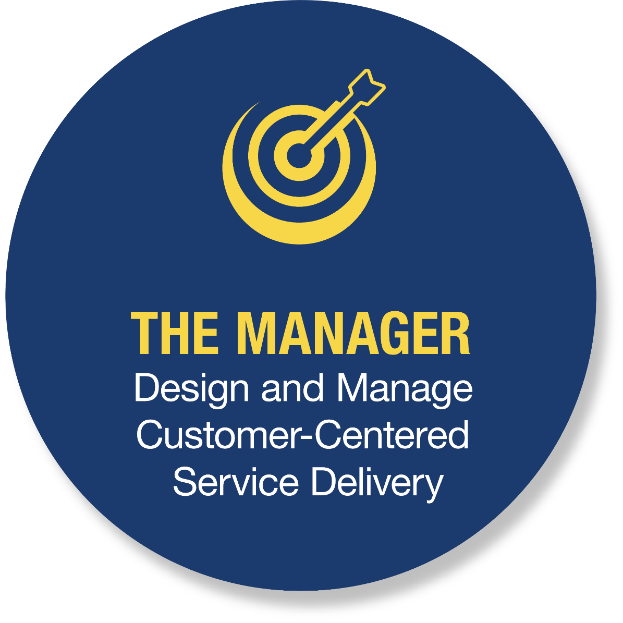 THE MANAGER
Design and Manage
Customer-Centered
Service Delivery